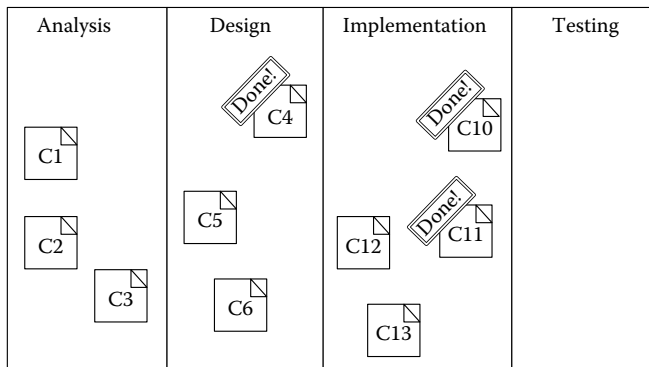 Analysis
Design
Implementation
Testing
Done!
C4
Done!
C10
C1
C5
Done!
C11
C2
C12
C3
C6
C13